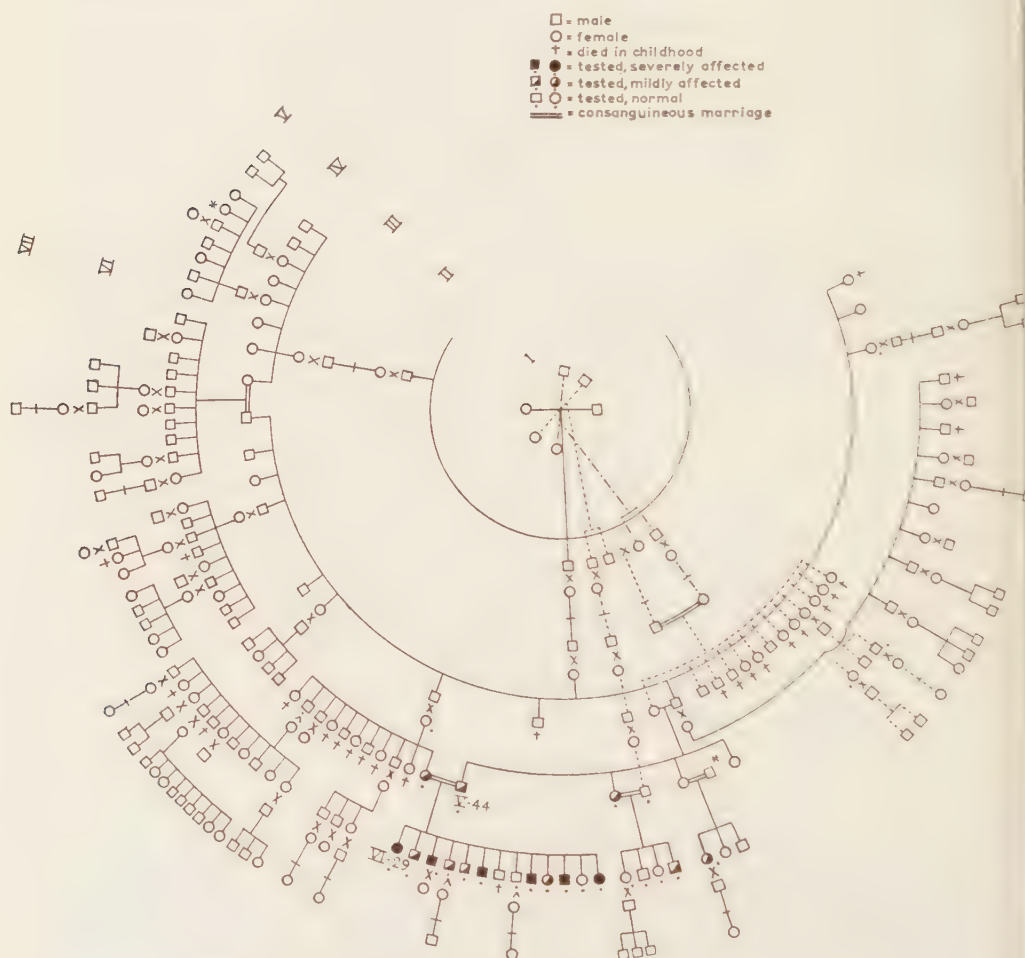 □ = male
○ = female
† = died in childhood
■ ● = tested, severely affected
= tested, mildly affected
□ ○ = tested, normal
= consanguineous marriage
V
IV
III
II
VII
VI
I
V-44
VI-29